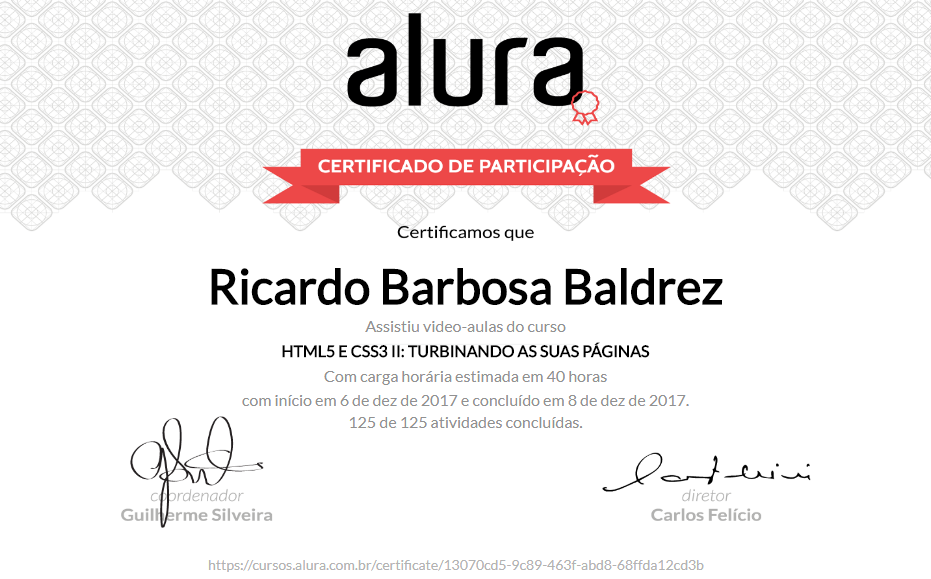 alura
CERTIFICADO DE PARTICIPAÇÃO
Certificamos que
Ricardo Barbosa Baldrez
Assistiu video-aulas do curso
HTML5 E CSS3 II: TURBINANDO AS SUAS PÁGINAS
Com carga horária estimada em 40 horas
com início em 6 de dez de 2017 e concluído em 8 de dez de 2017.
125 de 125 atividades concluídas.
coordenador
Guilherme Silveira
diretor
Carlos Felício
https://cursos.alura.com.br/certificate/13070cd5-9c89-463f-abd8-68ffda12cd3b